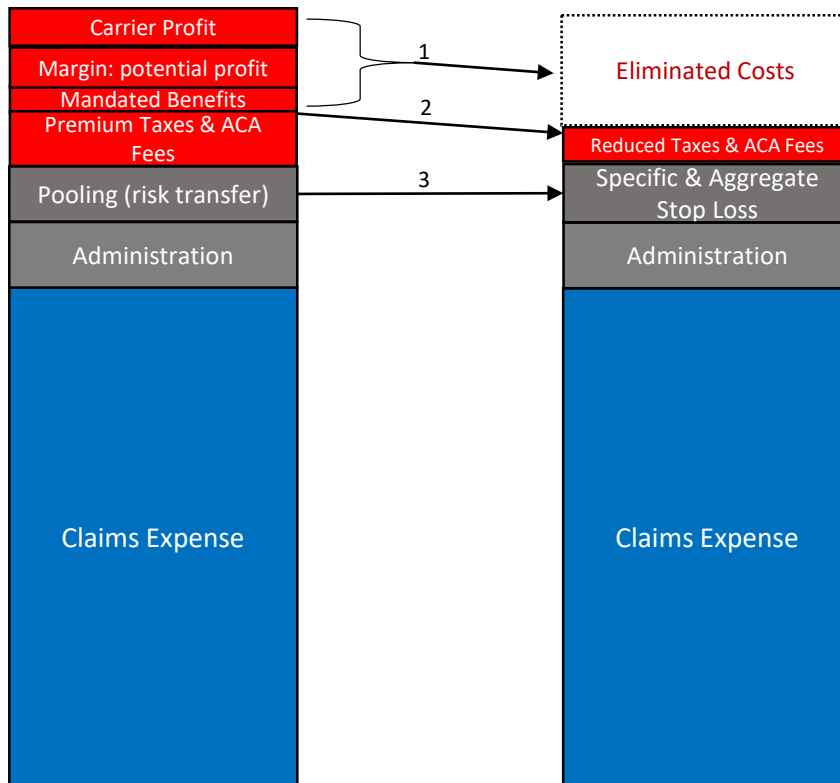 Carrier Profit
Margin: potential profit
Mandated Benefits
Premium Taxes & ACA
Fees
Pooling (risk transfer)
Administration
Claims Expense
1
2
3
Eliminated Costs
Reduced Taxes & ACA Fees
Specific & Aggregate
Stop Loss
Administration
Claims Expense